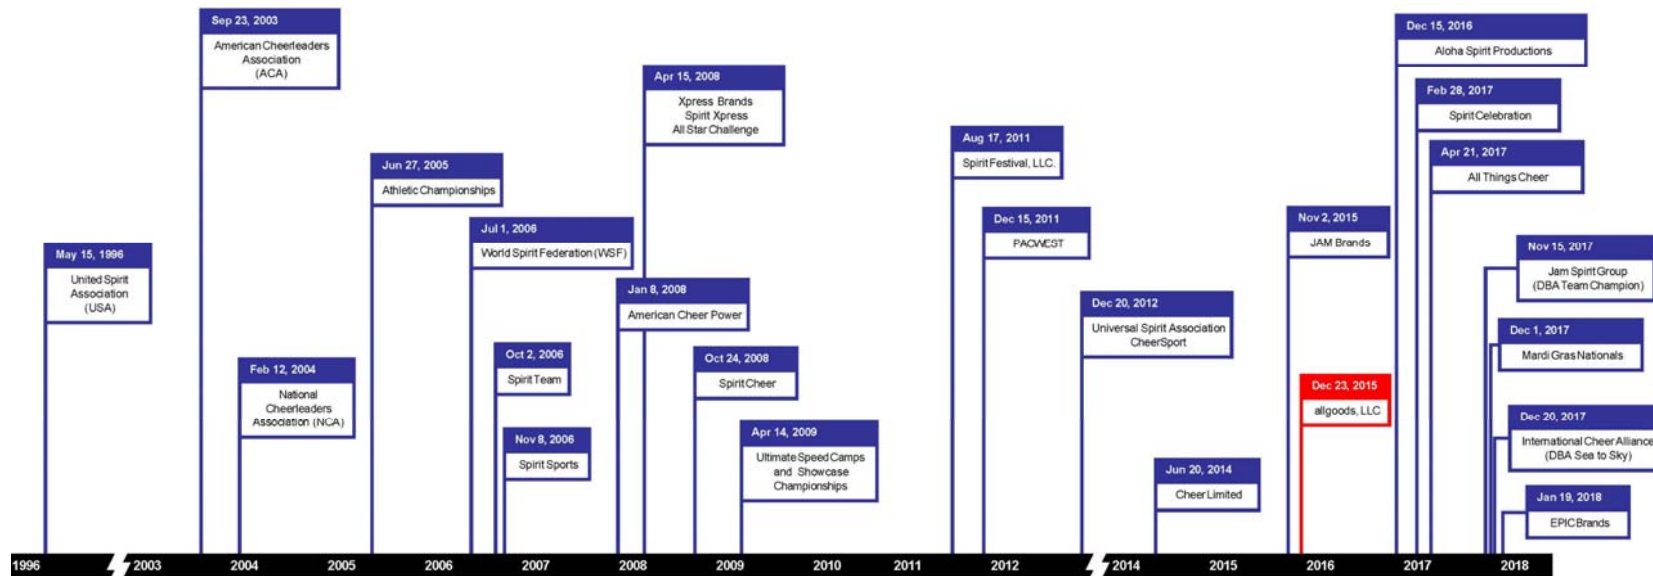 Sep 23, 2003
American Cheerleaders
Association
(ACA)
Dec 15, 2016
Aloha Spirit Productions
Apr 15, 2008
Xpress Brands
Spirit Xpress
All Star Challenge
Feb 28, 2017
Spirit Celebration
Aug 17, 2011
Spirit Festival, LLC.
Apr 21, 2017
All Things Cheer
Jun 27, 2005
Athletic Championships
Jul 1, 2006
World Spirit Federation (WSF)
Dec 15, 2011
PACWEST
Nov 2, 2015
JAM Brands
May 15, 1996
United Spirit
Association
(USA)
Nov 15, 2017
Jam Spirit Group
(DBA Team Champion)
Jan 8, 2008
American Cheer Power
Dec 20, 2012
Universal Spirit Association
CheerSport
Dec 1, 2017
Mardi Gras Nationals
Oct 2, 2006
Spirit Team
Oct 24, 2008
Spirit Cheer
Feb 12, 2004
National
Cheerleaders
Association (NCA)
Dec 23, 2015
allgoods, LLC
Dec 20, 2017
International Cheer Alliance
(DBA Sea to Sky)
Nov 8, 2006
Spirit Sports
Apr 14, 2009
Ultimate Speed Camps
and Showcase
Championships
Jun 20, 2014
Cheer Limited
Jan 19, 2018
EPIC Brands
1996 2003 2004 2005 2006 2007 2008 2009 2010 2011 2012 2014 2015 2016 2017 2018